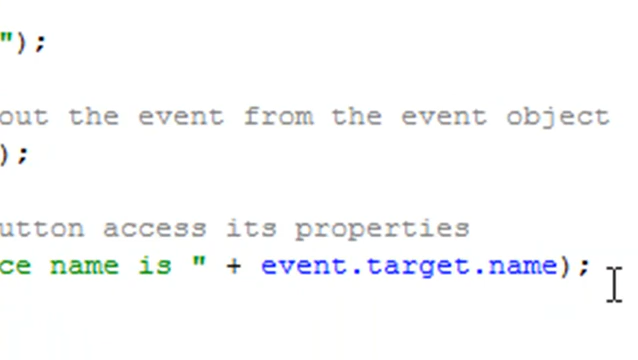 ");
out the event from the event object
);
utton access its properties
ce name is " + event.target.name);